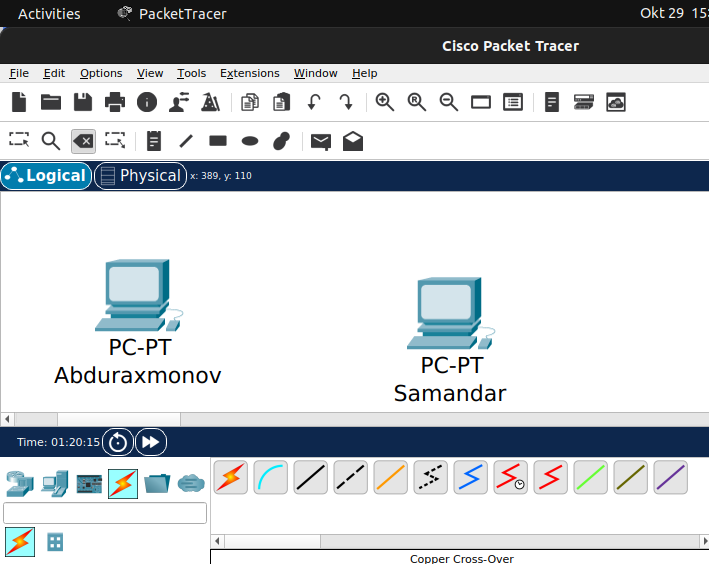 Activities
PacketTracer
Okt 29 15:
Cisco Packet Tracer
File Edit Options View Tools Extensions Window Help
Logical
Physical
x: 389, y: 110
PC-PT
Abduraxmonov
PC-PT
Samandar
Time: 01:20:15
Copper Cross-Over